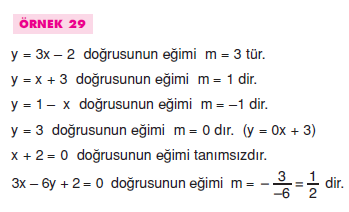 ÖRNEK 29
y = 3x – 2 doğrusunun eğimi m = 3 tür.
y = x + 3 doğrusunun eğimi m = 1 dir.
y = 1 – x doğrusunun eğimi m = –1 dir.
y = 3 doğrusunun eğimi m = 0 dır. (y = 0x + 3)
x + 2 = 0 doğrusunun eğimi tanımsızdır.
3x – 6y + 2 = 0 doğrusunun eğimi m = – 3/–6 = 1/2 dir.